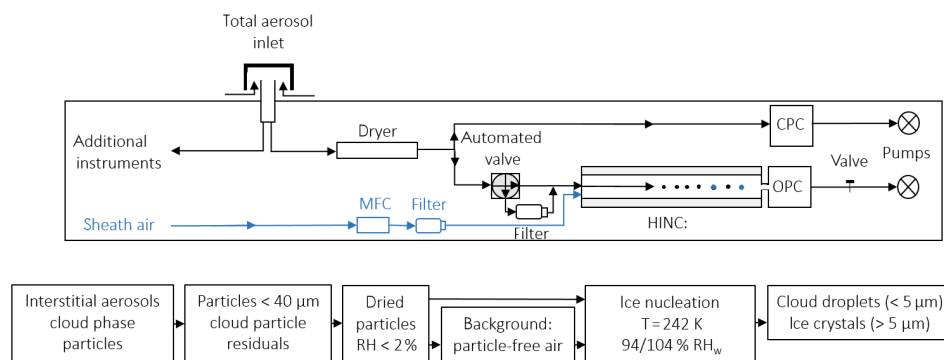 Total aerosol
inlet
Additional
instruments
Dryer
Automated
valve
CPC
Pumps
Valve
OPC
Sheath air
MFC
Filter
Filter
HINC:
Interstitial aerosols
cloud phase
particles
Particles < 40 µm
cloud particle
residuals
Dried
particles
RH < 2 %
Background:
particle-free air
Ice nucleation
T = 242 K
94/104 % RHw
Cloud droplets (< 5 µm)
Ice crystals (> 5 µm)